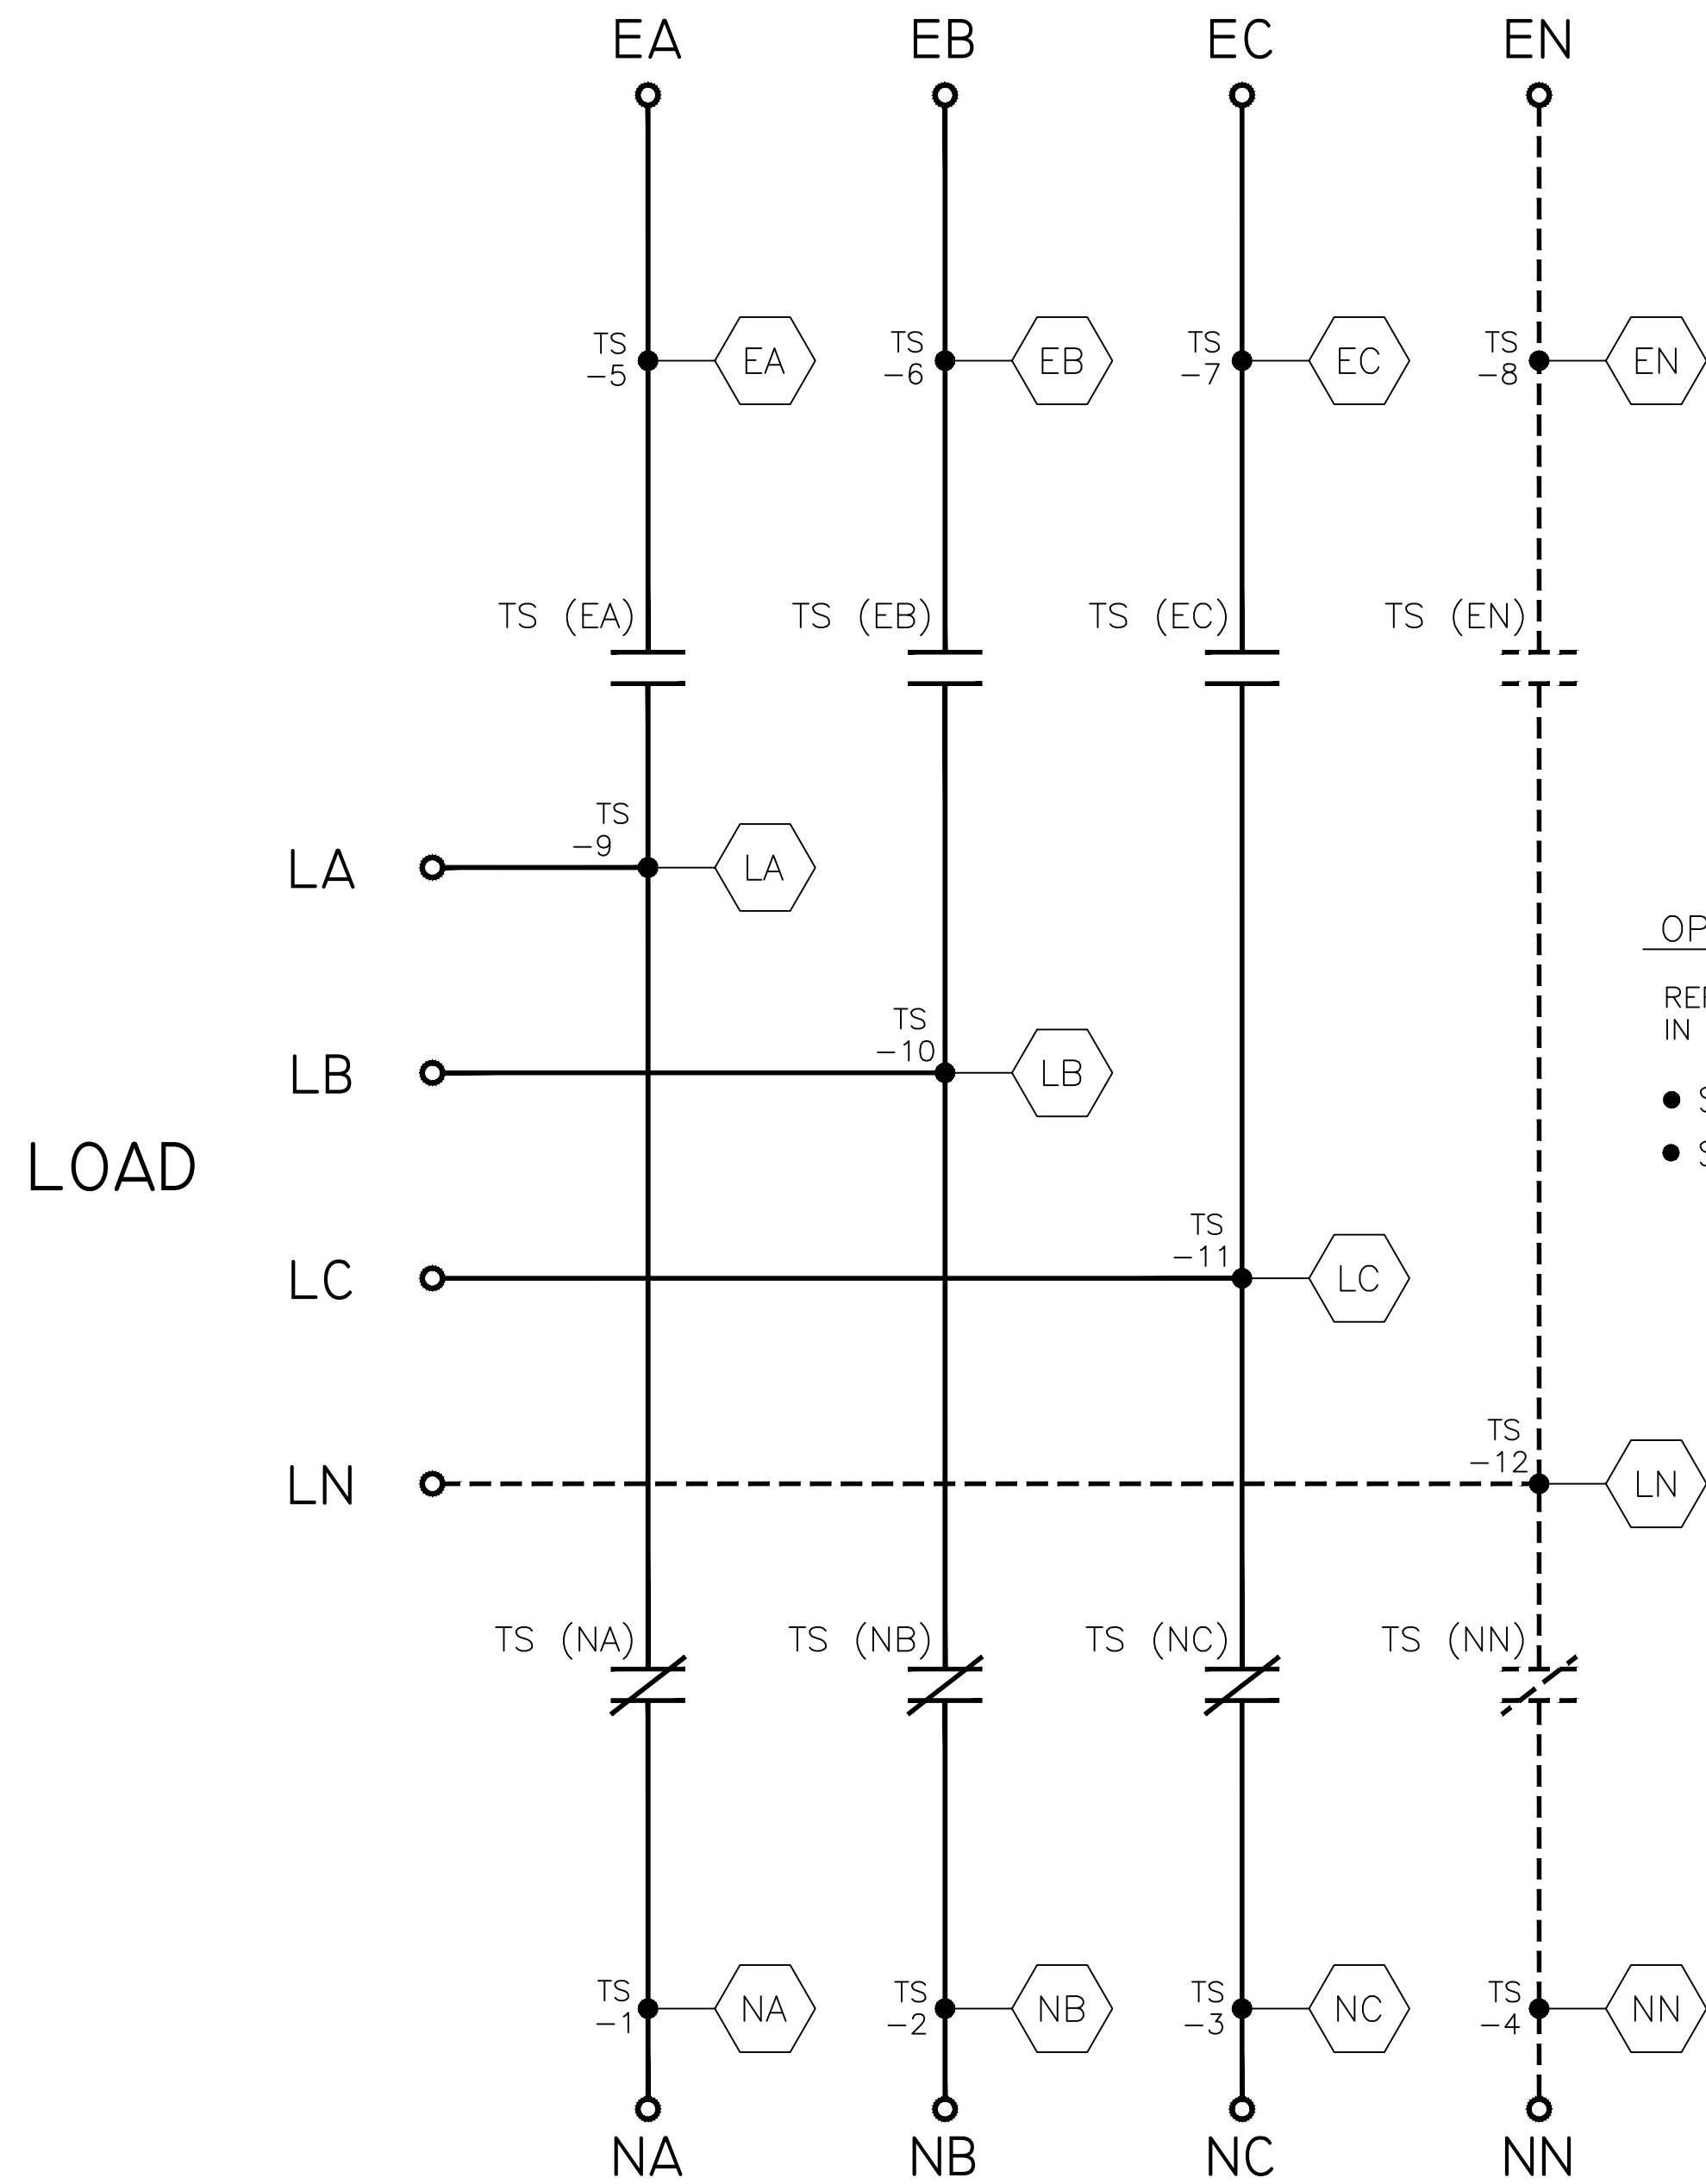 EA EB EC EN
TS TS TS TS
-5 EA -6 EB -7 EC -8 EN
TS (EA) TS (EB) TS (EC) TS (EN)
TS
-9
LA LA
IN
TS
-10
LB LB
LOAD
TS
-11
LC LC
TS
-12
LN LN
TS (NA) TS (NB) TS (NC) TS (NN)
TS TS TS TS
-1 NA -2 NB -3 NC -4 NN
NA NB NC NN